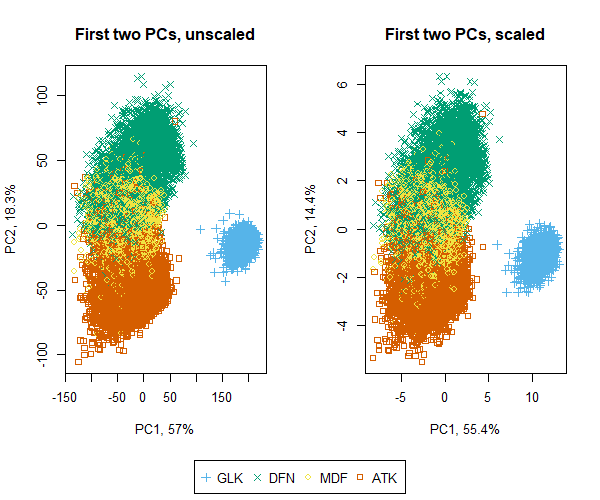 First two PCs, unscaled
First two PCs, scaled
PC2, 18.3%
100
50
0
-50
-100
-150
-50
0
50
150
PC1, 57%
PC2, 14.4%
6
4
2
0
-2
-4
-5
0
5
10
PC1, 55.4%
GLK DFN MDF ATK